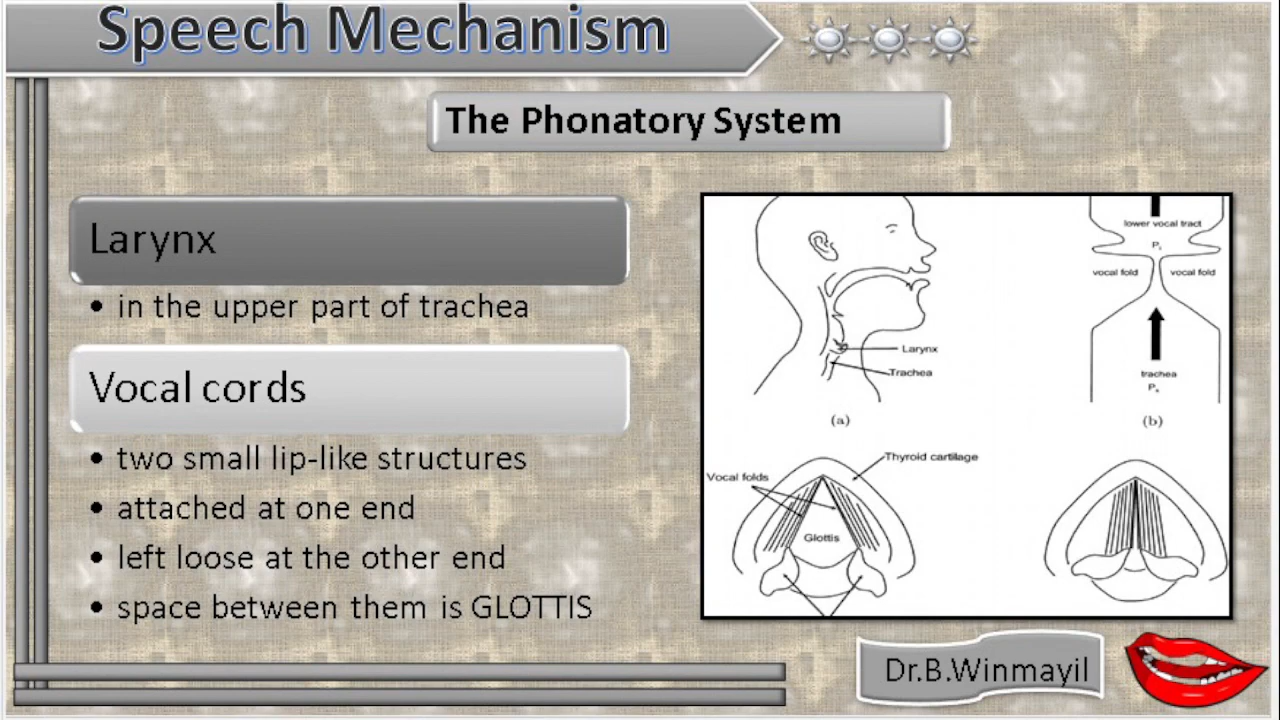 Speech Mechanism
The Phonatory System
Larynx
• in the upper part of trachea
Vocal cords
• two small lip-like structures
• attached at one end
• left loose at the other end
• space between them is GLOTTIS
Larynx
Trachea
(a)
lower vocal tract
vocal fold
vocal fold
trachea
(b)
Thyroid cartilage
Vocal folds
Glottis
Dr.B.Winmayil